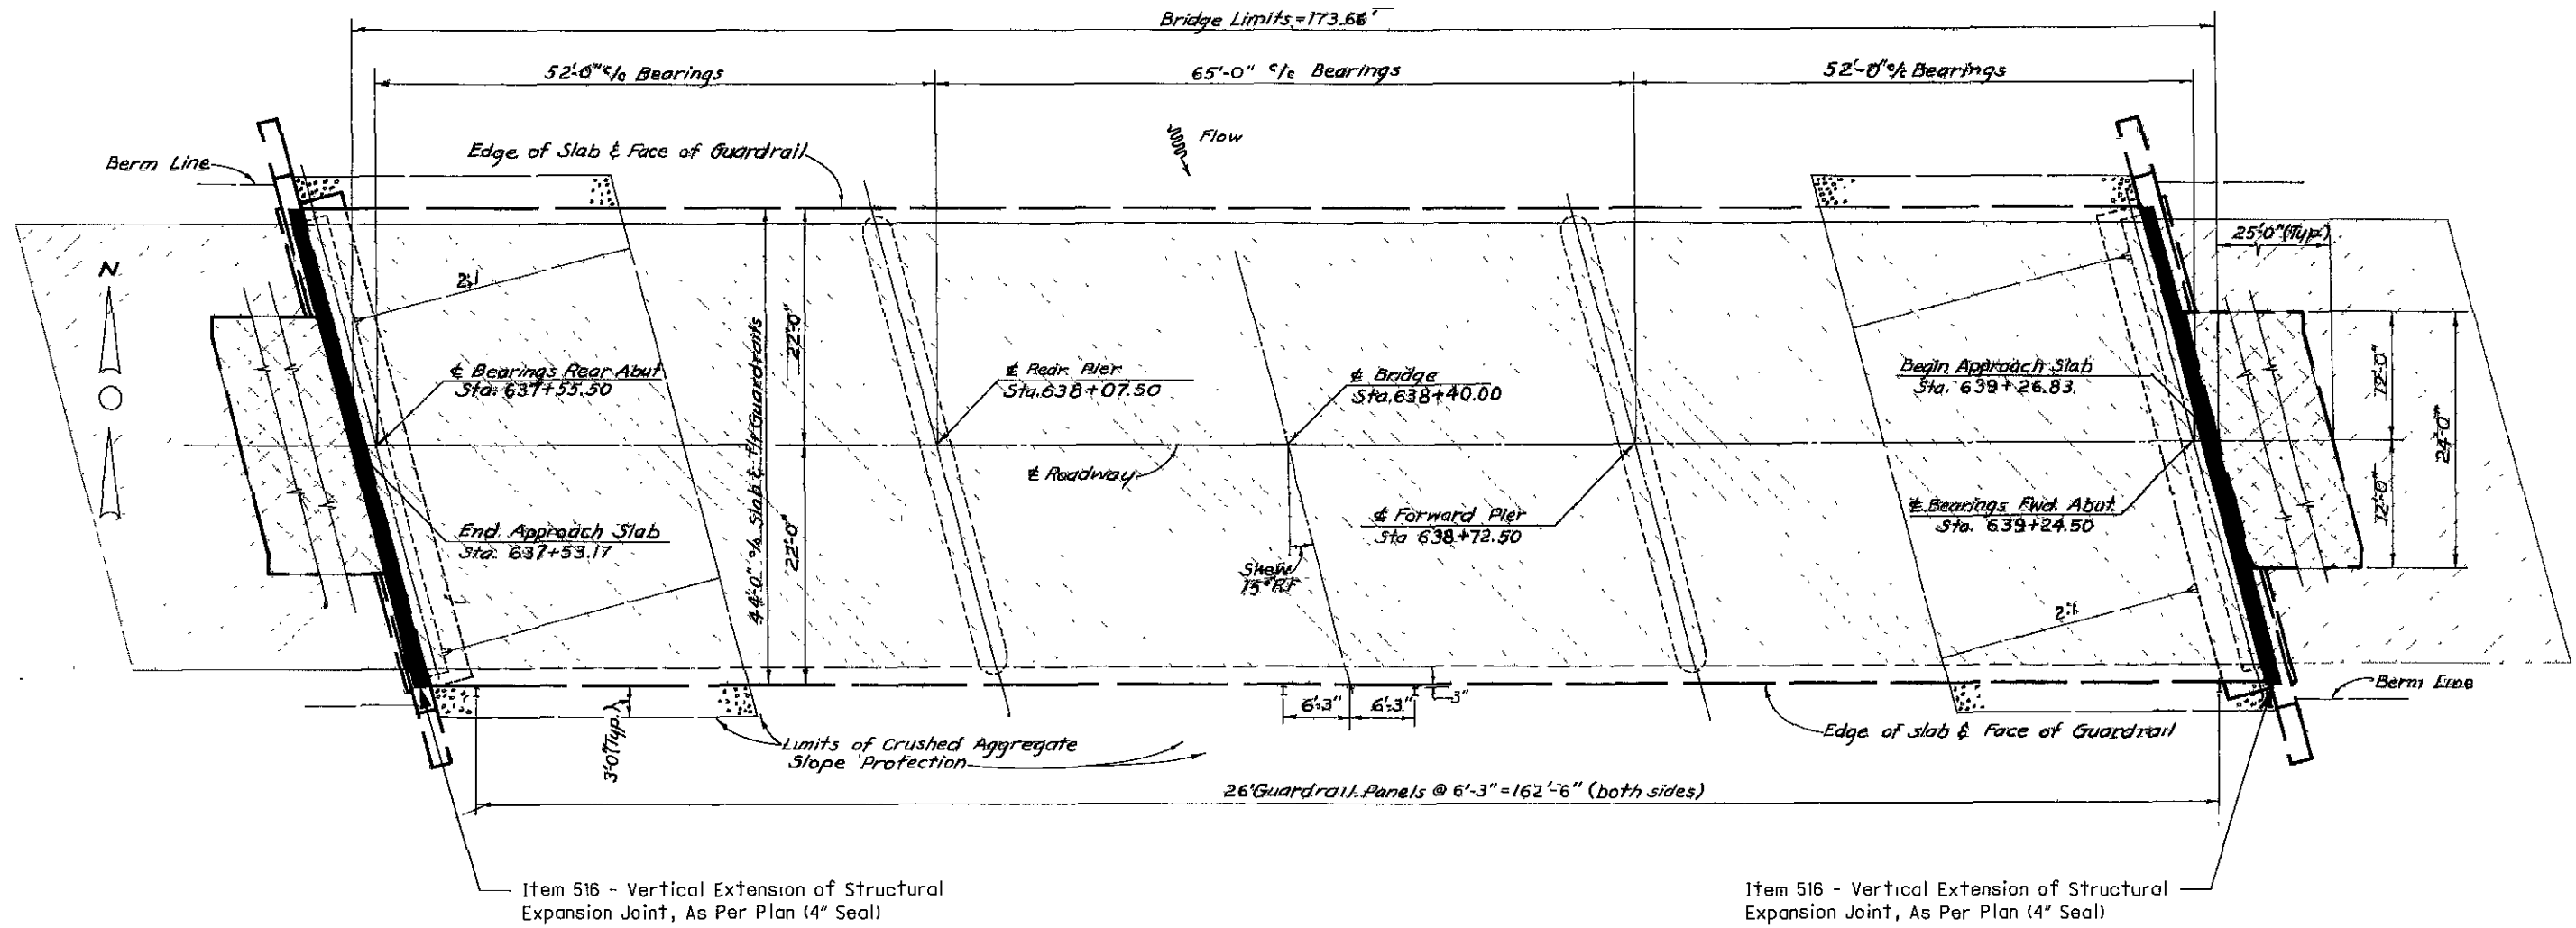 Bridge Limits = 173.66'
52'-0" c/c Bearings
65'-0" c/c Bearings
52'-0" c/c Bearings
Flow
Berm Line
Edge of Slab & Face of Guardrail
25'-0" (Typ.)
N
2:1
22'-0"
44'-0" o/o Slab & f/f Guardrails
22'-0"
℄ Bearings Rear Abut
Sta. 637+55.50
℄ Rear Pier
Sta. 638+07.50
℄ Bridge
Sta. 638+40.00
Begin Approach Slab
Sta. 639+26.83
12'-0"
24'-0"
12'-0"
℄ Roadway
End Approach Slab
Sta. 637+53.17
℄ Forward Pier
Sta 638+72.50
℄ Bearings Fwd. Abut.
Sta. 639+24.50
Skew
15° R.F.
2:1
6'-3"
6'-3"
3"
Berm Line
3'-0" (Typ.)
Limits of Crushed Aggregate
Slope Protection
Edge of slab & Face of Guardrail
26 Guardrail Panels @ 6'-3" = 162'-6" (both sides)
Item 516 - Vertical Extension of Structural
Expansion Joint, As Per Plan (4" Seal)
Item 516 - Vertical Extension of Structural
Expansion Joint, As Per Plan (4" Seal)